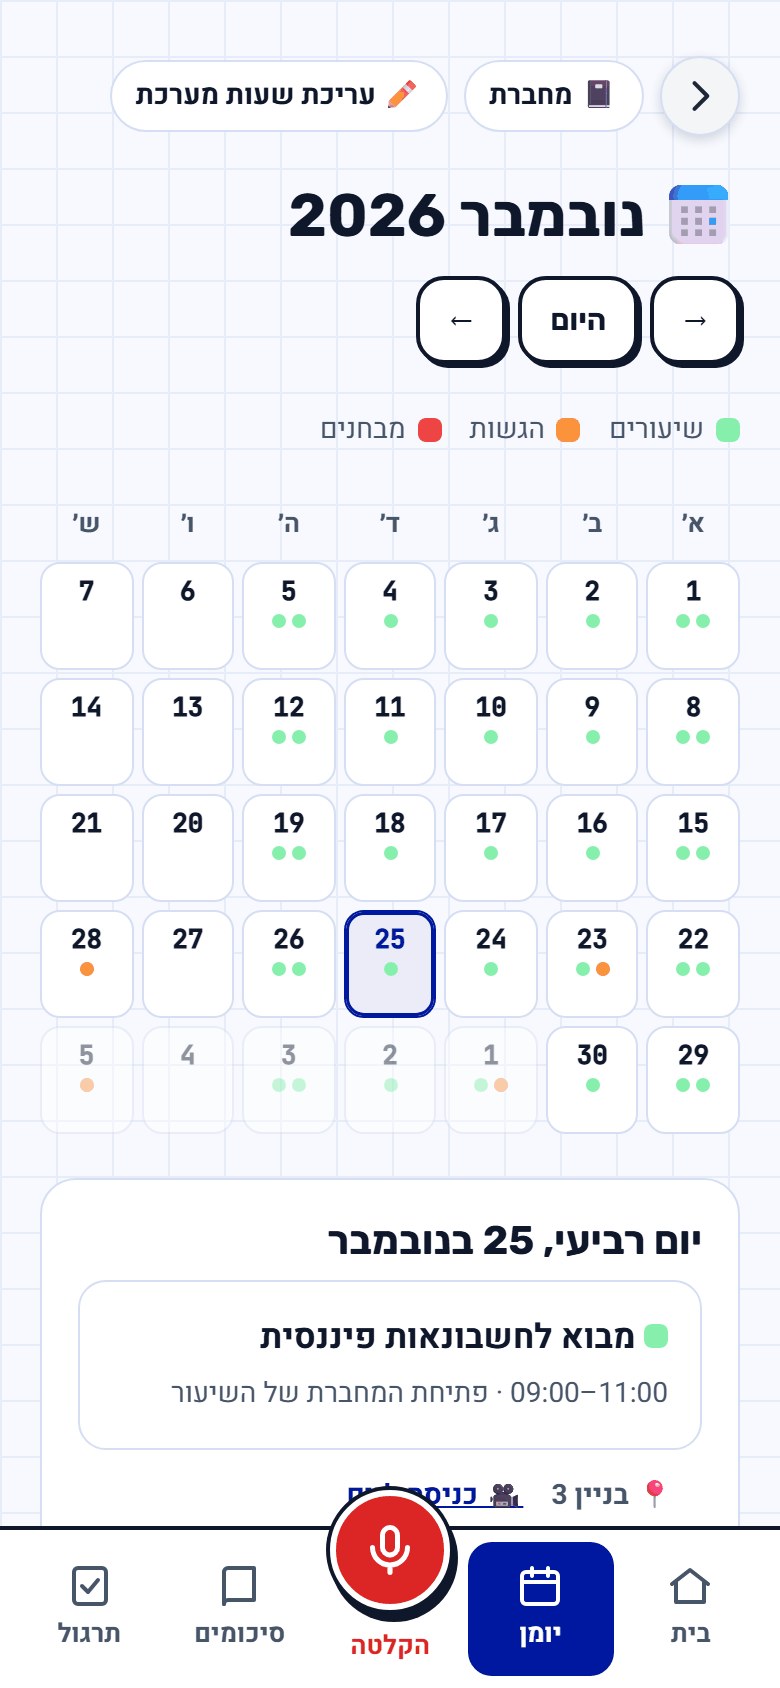 מחברת
עריכת שעות מערכת
נובמבר 2026
→ היום ←
שיעורים הגשות מבחנים
א' ב' ג' ד' ה' ו' ש'
1 2 3 4 5 6 7
8 9 10 11 12 13 14
15 16 17 18 19 20 21
22 23 24 25 26 27 28
29 30 1 2 3 4 5
יום רביעי, 25 בנובמבר
מבוא לחשבונאות פיננסית
09:00–11:00 · פתיחת המחברת של השיעור
בניין 3
בית יומן הקלטה סיכומים תרגול